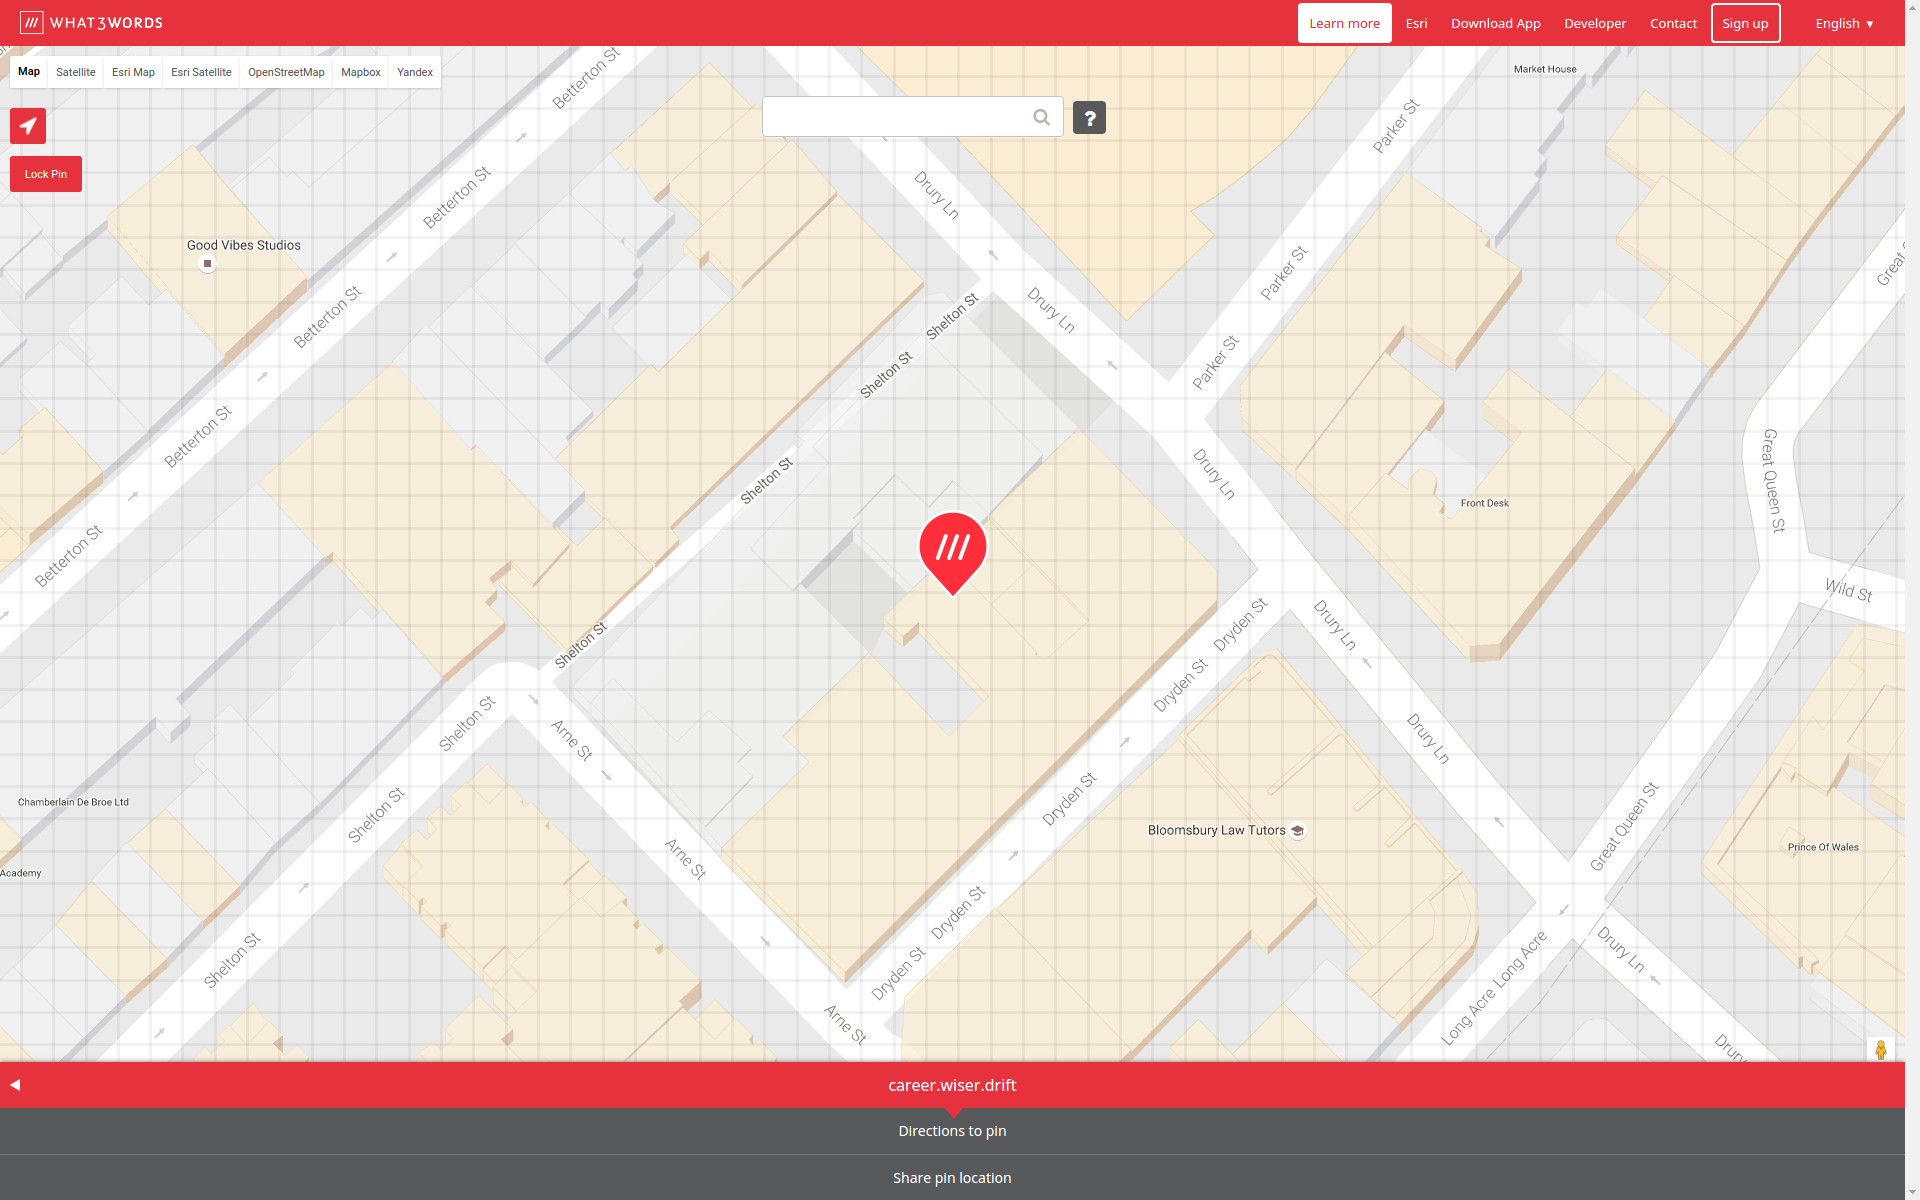 WHAT3WORDS
Learn more
Esri
Download App
Developer
Contact
Sign up
English ▼
Map
Satellite
Esri Map
Esri Satellite
OpenStreetMap
Mapbox
Yandex
?
Lock Pin
Market House
Betterton St
Betterton St
Betterton St
Betterton St
Betterton St
Good Vibes Studios
Parker St
Parker St
Parker St
Drury Ln
Drury Ln
Drury Ln
Drury Ln
Drury Ln
Drury Ln
Drury
Great
Great Queen St
Great Queen St
Wild St
Front Desk
Shelton St
Shelton St
Shelton St
Shelton St
Shelton St
Shelton St
Shelton St
Arne St
Arne St
Arne St
Dryden St
Dryden St
Dryden St
Dryden St
Dryden St
Chamberlain De Broe Ltd
Academy
Bloomsbury Law Tutors
Prince Of Wales
Long Acre
Long Acre
career.wiser.drift
Directions to pin
Share pin location